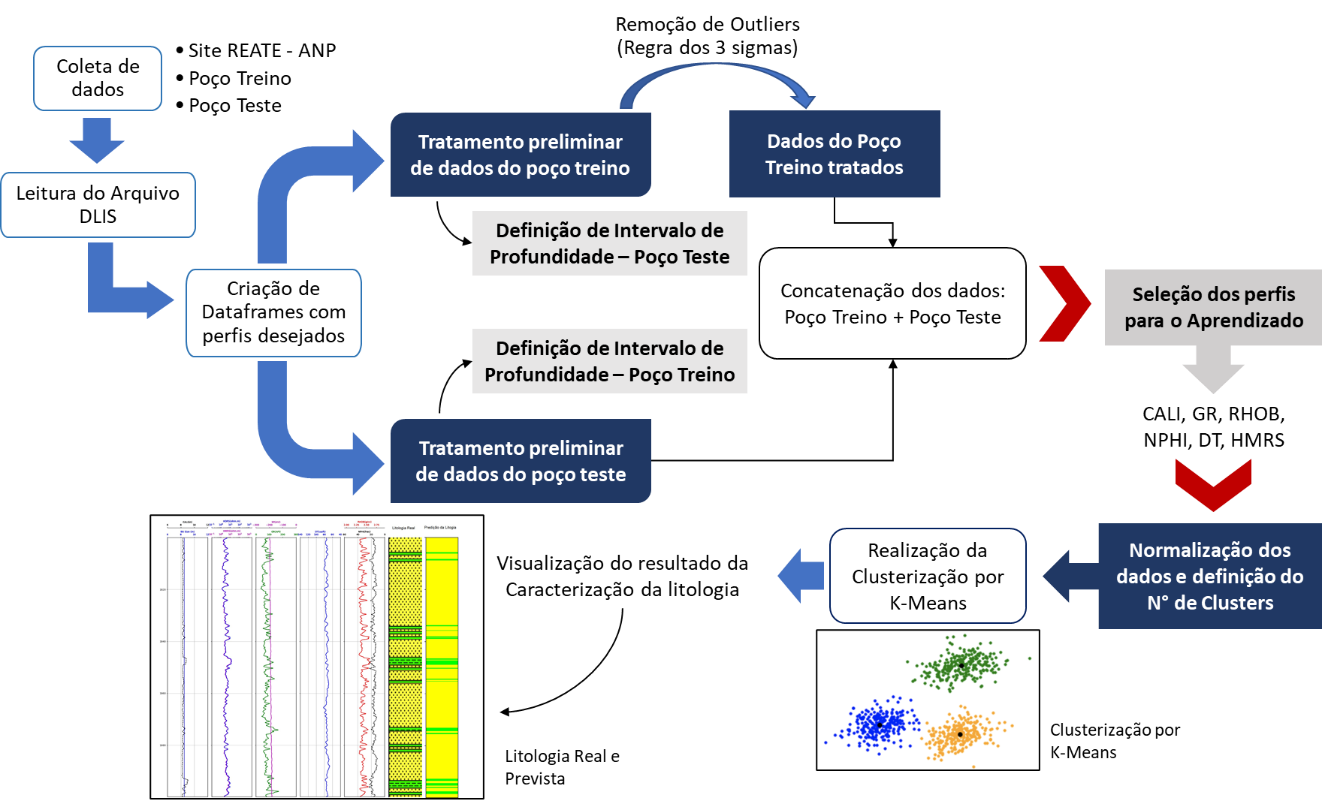 Coleta de
dados
• Site REATE - ANP
• Poço Treino
• Poço Teste
Leitura do Arquivo
DLIS
Criação de
Dataframes com
perfis desejados
Remoção de Outliers
(Regra dos 3 sigmas)
Tratamento preliminar
de dados do poço treino
Dados do Poço
Treino tratados
Definição de Intervalo de
Profundidade – Poço Teste
Definição de Intervalo de
Profundidade – Poço Treino
Tratamento preliminar
de dados do poço teste
Concatenação dos dados:
Poço Treino + Poço Teste
Seleção dos perfis
para o Aprendizado
CALI, GR, RHOB,
NPHI, DT, HMRS
Normalização dos
dados e definição do
N° de Clusters
Realização da
Clusterização por
K-Means
Clusterização por
K-Means
Visualização do resultado da
Caracterização da litologia
Litologia Real
Litologia Real e
Prevista